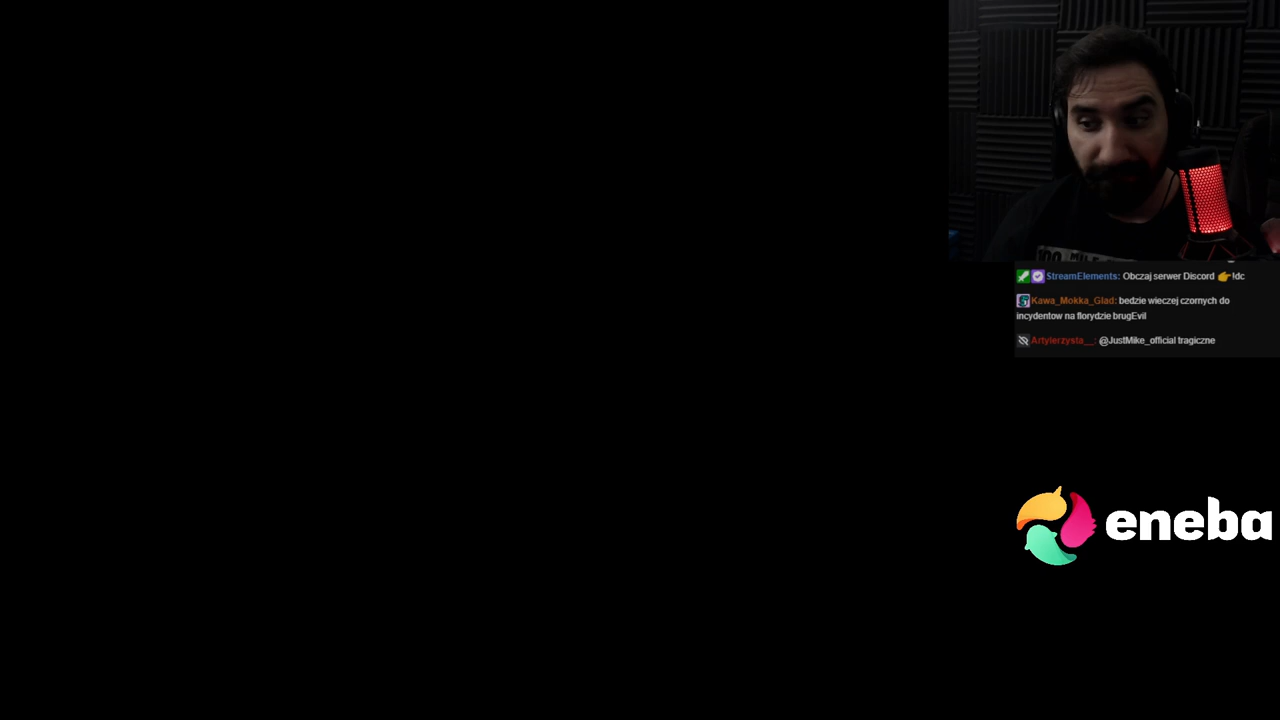 StreamElements: Obczaj serwer Discord 👉 !dc
Kawa_Mokka_Glad: bedzie wieczej czornych do
incydentow na florydzie brugEvil
Artylerzysta__: @JustMike_official tragiczne
eneba